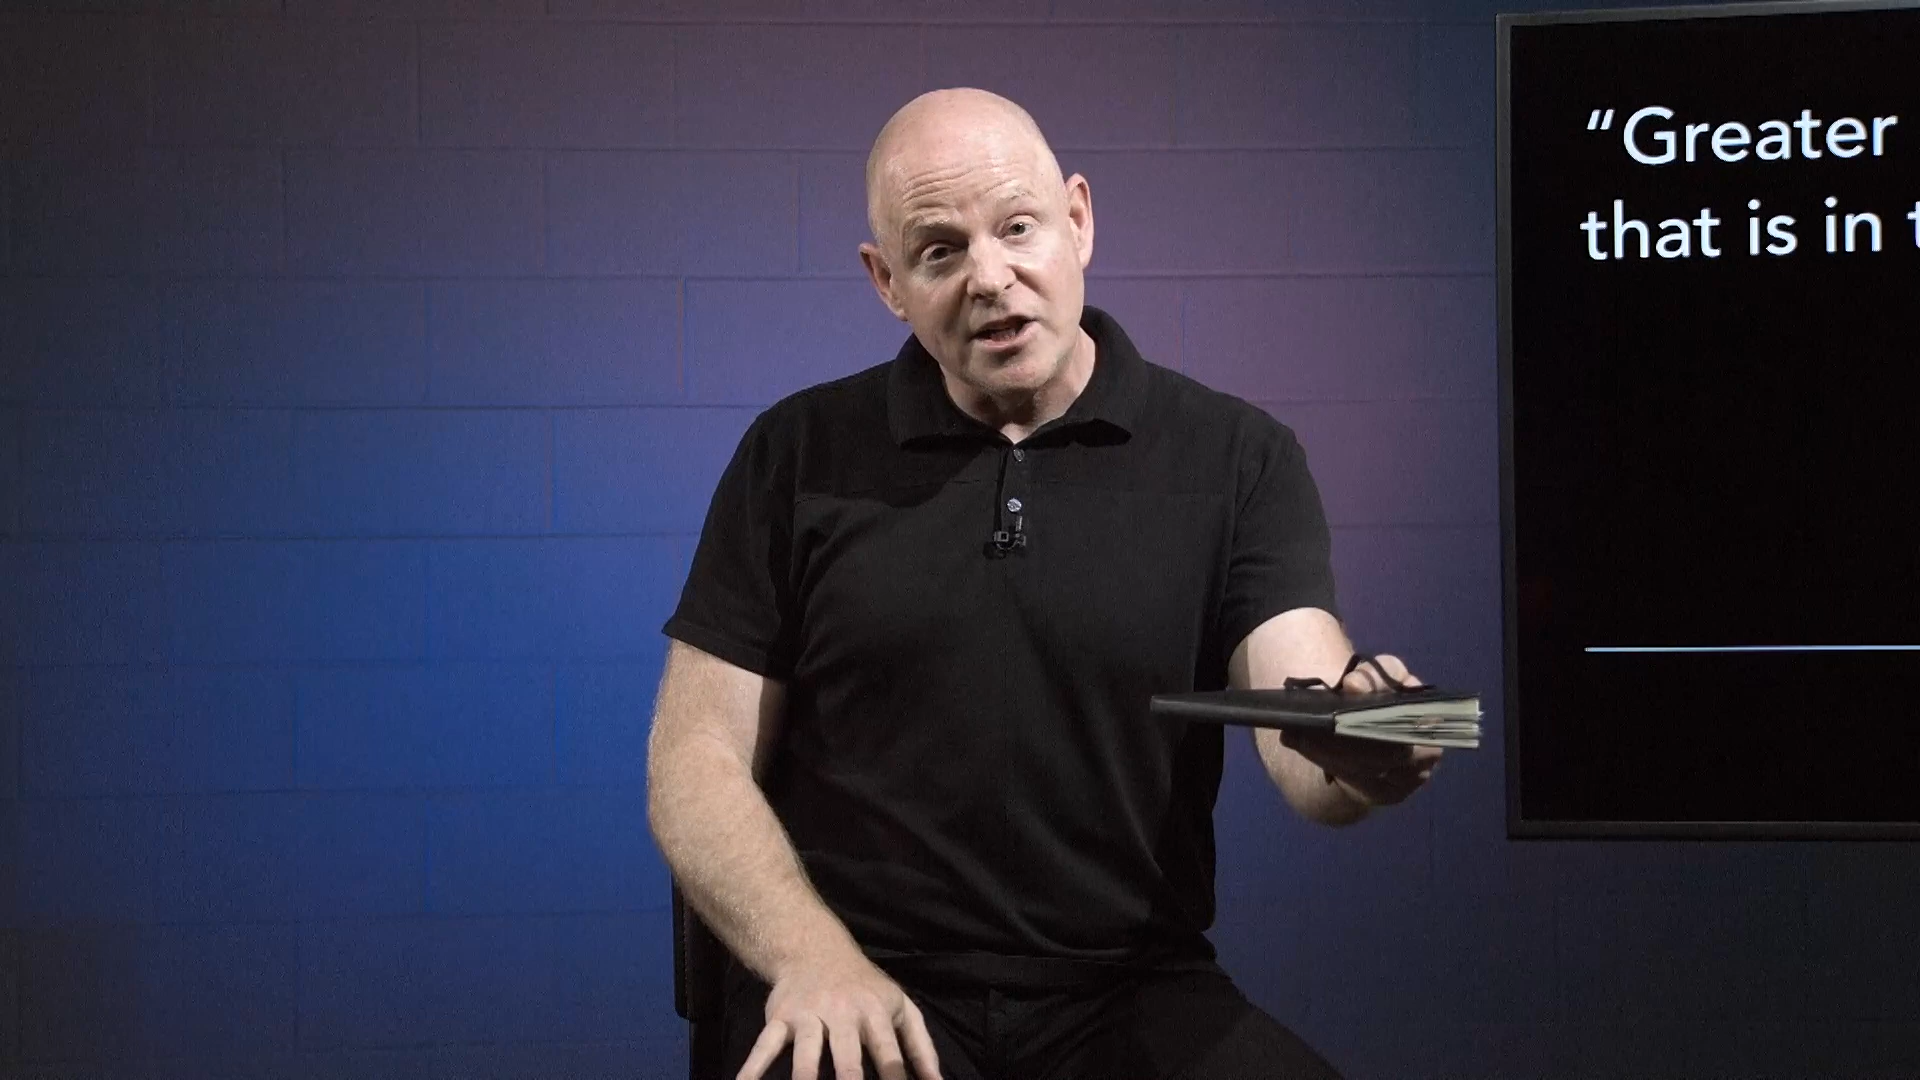 “Greater
that is in